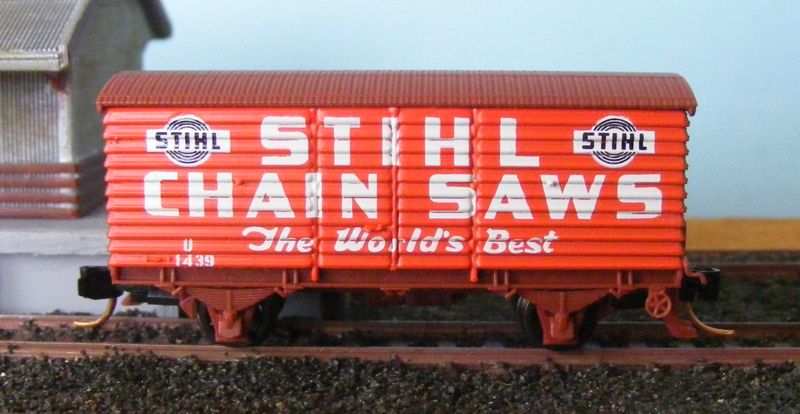 STIHL STIHL STIHL
CHAIN SAWS
The World's Best
U
1439